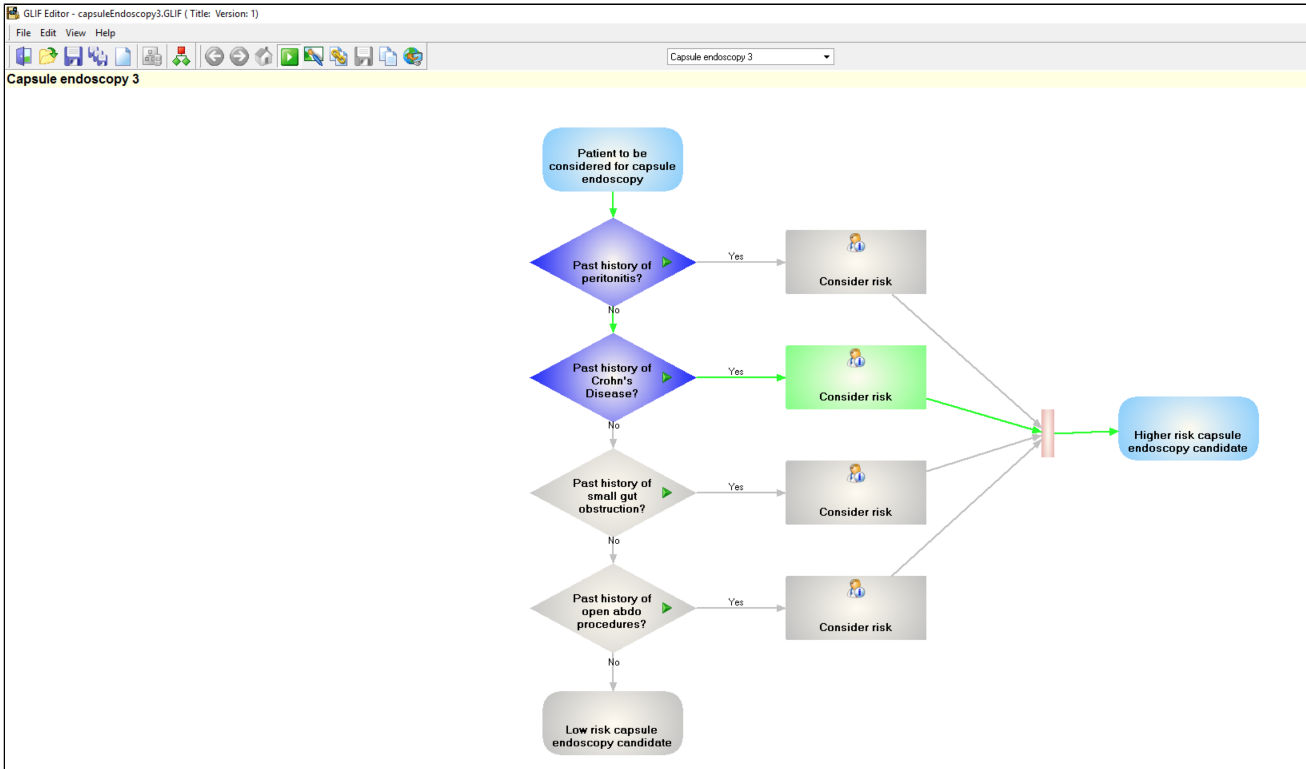 GLIF Editor - capsuleEndoscopy3.GLIF ( Title: Version: 1)
File Edit View Help
Capsule endoscopy 3
Capsule endoscopy 3
Patient to be
considered for capsule
endoscopy
Past history of
peritonitis?
Yes
Consider risk
No
Past history of
Crohn's
Disease?
Yes
Consider risk
Higher risk capsule
endoscopy candidate
No
Past history of
small gut
obstruction?
Yes
Consider risk
No
Past history of
open abdo
procedures?
Yes
Consider risk
No
Low risk capsule
endoscopy candidate